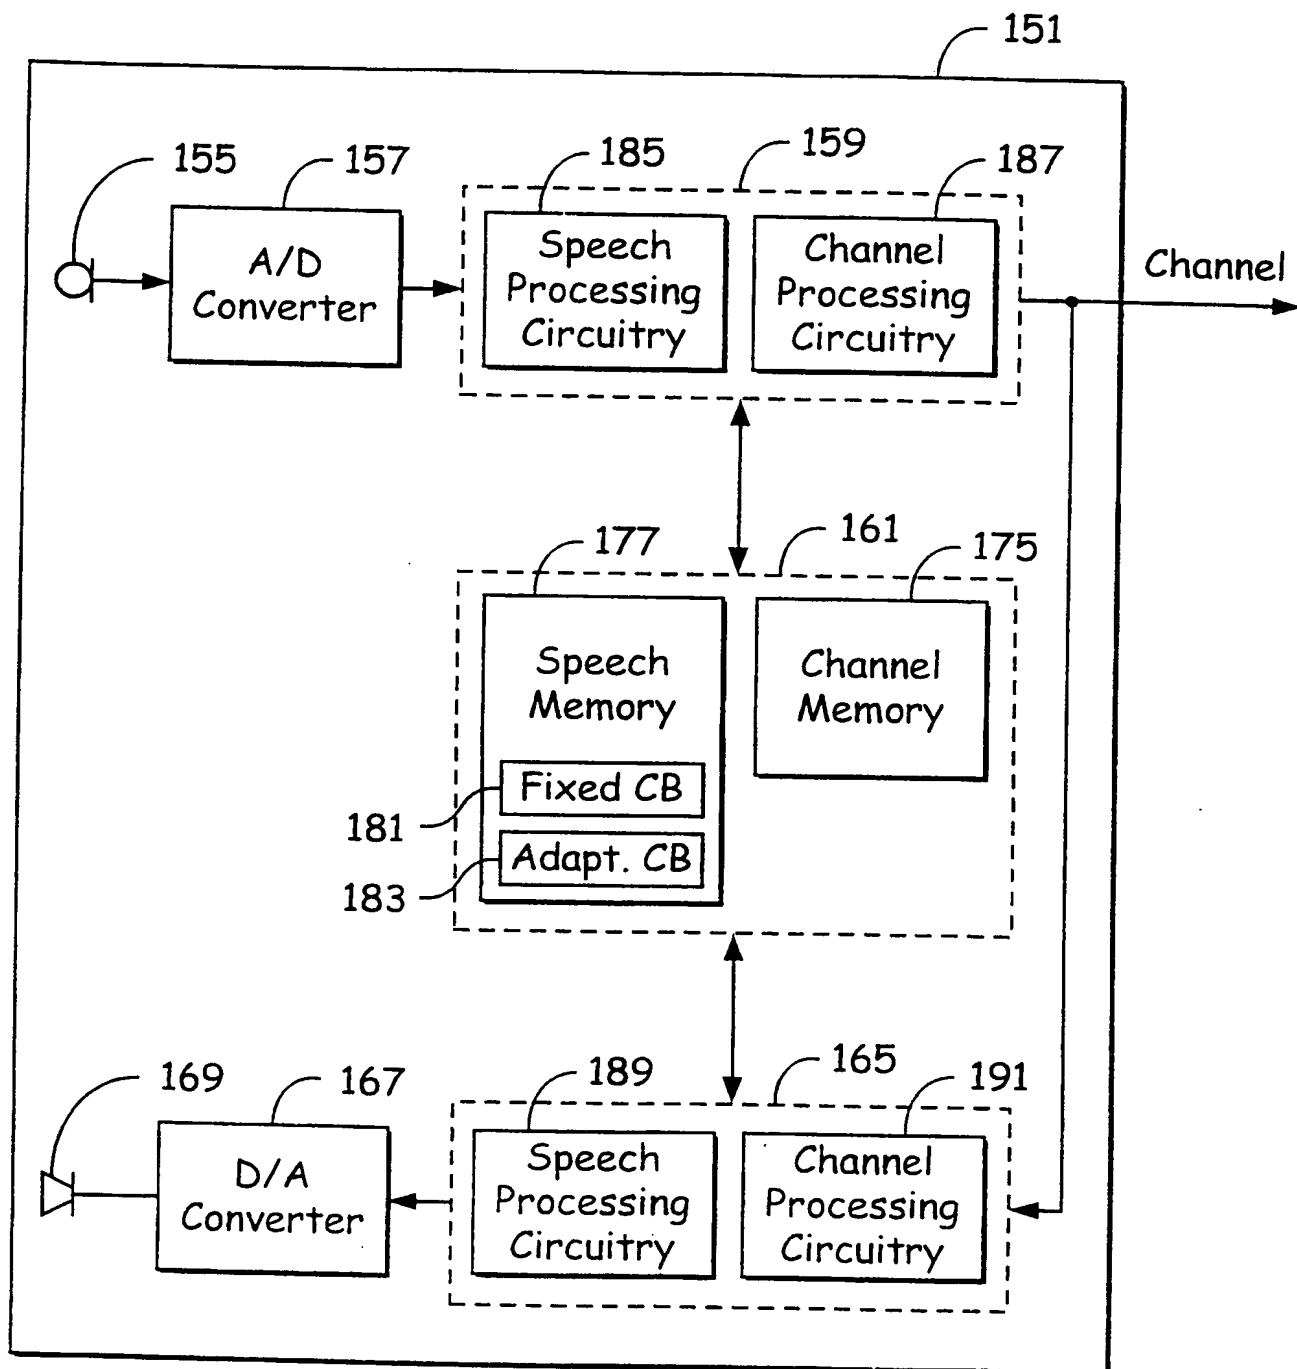 151
155
157
185
159
187
A/D
Converter
Speech
Processing
Circuitry
Channel
Processing
Circuitry
Channel
177
161
175
Speech
Memory
Channel
Memory
Fixed CB
181
Adapt. CB
183
169
167
189
165
191
D/A
Converter
Speech
Processing
Circuitry
Channel
Processing
Circuitry